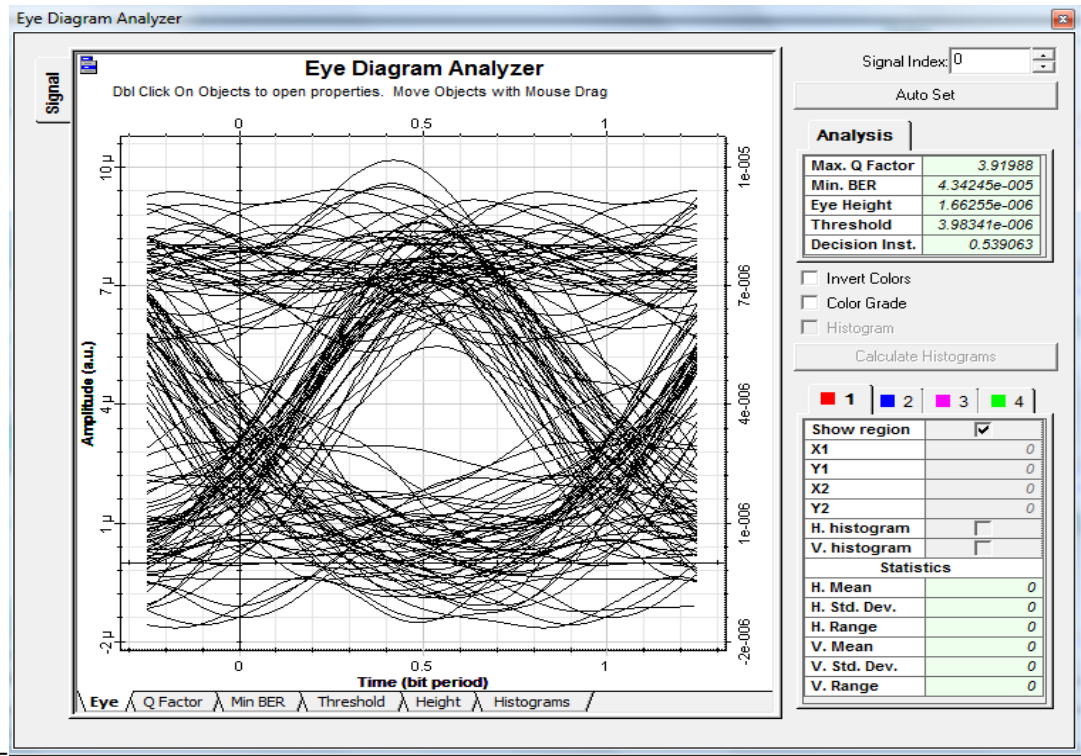 Eye Diagram Analyzer
Signal
Eye Diagram Analyzer
Dbl Click On Objects to open properties. Move Objects with Mouse Drag
0 0.5 1
10 µ
7 µ
4 µ
1 µ
-2 µ
Amplitude (a.u.)
1e-005
7e-006
4e-006
1e-006
-2e-006
0 0.5 1
Time (bit period)
Eye Q Factor Min BER Threshold Height Histograms
Signal Index: 0
Auto Set
Analysis
Max. Q Factor 3.91988
Min. BER 4.34245e-005
Eye Height 1.66255e-006
Threshold 3.98341e-006
Decision Inst. 0.539063
Invert Colors
Color Grade
Histogram
Calculate Histograms
1 2 3 4
Show region
X1 0
Y1 0
X2 0
Y2 0
H. histogram
V. histogram
Statistics
H. Mean 0
H. Std. Dev. 0
H. Range 0
V. Mean 0
V. Std. Dev. 0
V. Range 0